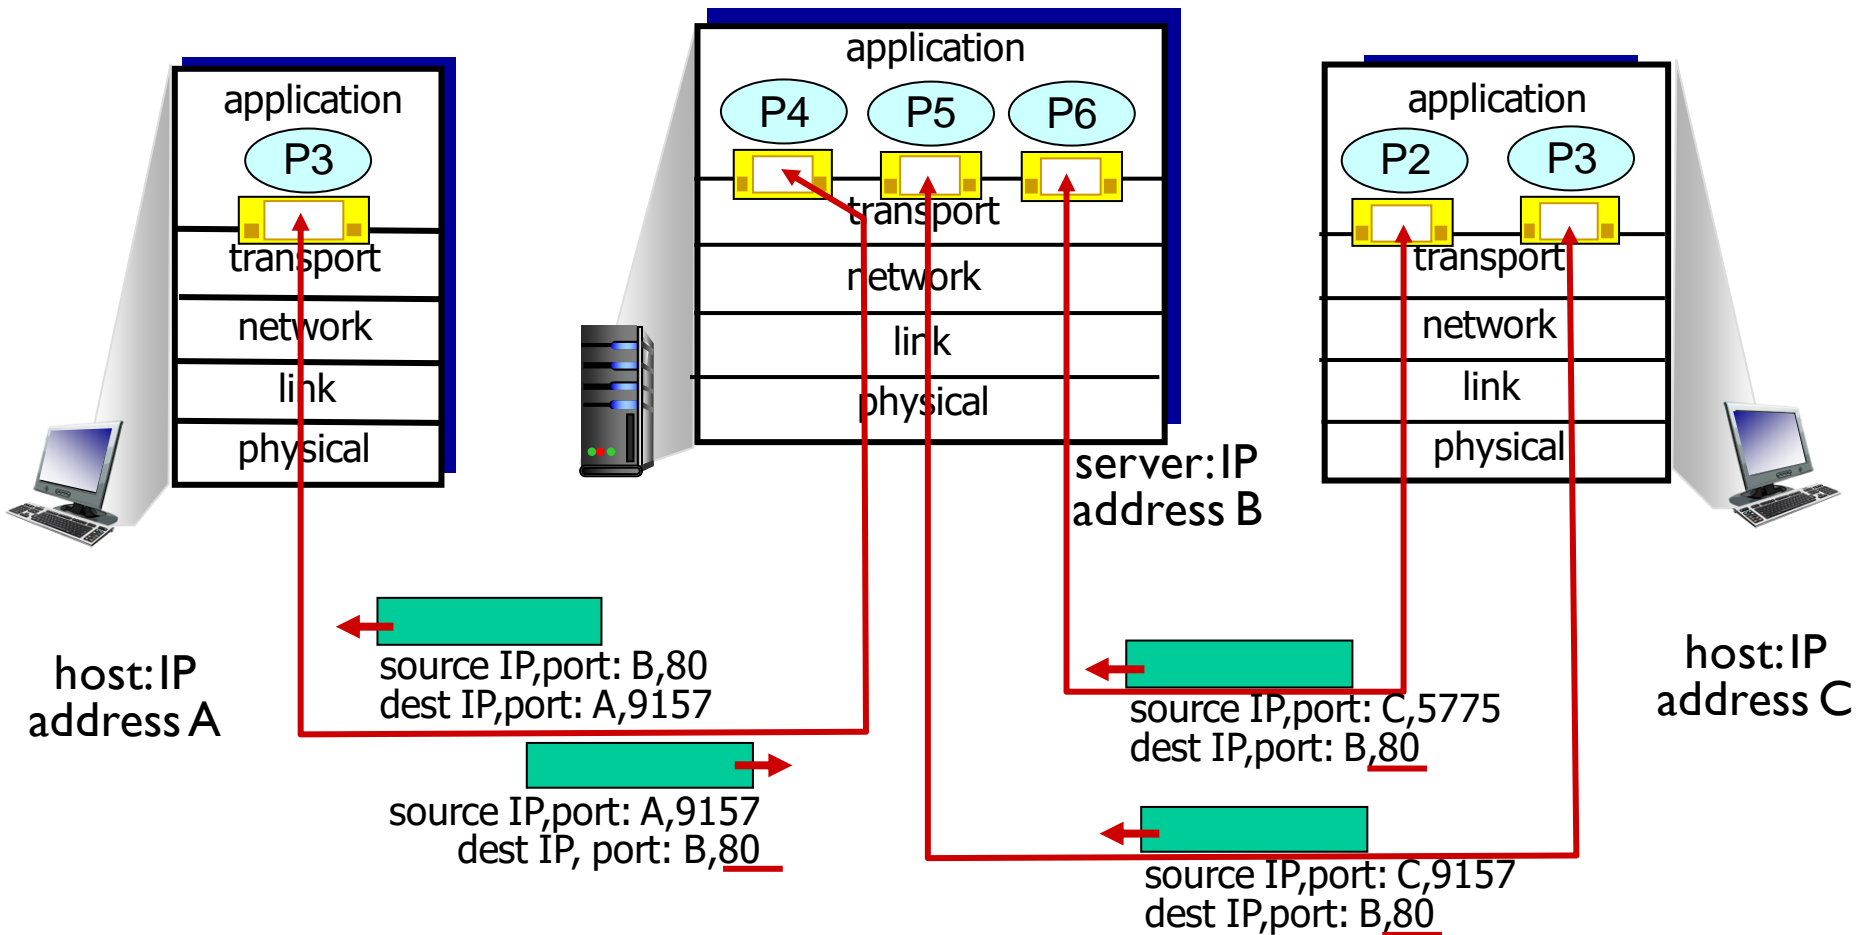 application
P3
transport
network
link
physical
host: IP
address A
application
P4
P5
P6
transport
network
link
physical
server: IP
address B
application
P2
P3
transport
network
link
physical
host: IP
address C
source IP,port: B,80
dest IP,port: A,9157
source IP,port: A,9157
dest IP, port: B,80
source IP,port: C,5775
dest IP,port: B,80
source IP,port: C,9157
dest IP,port: B,80